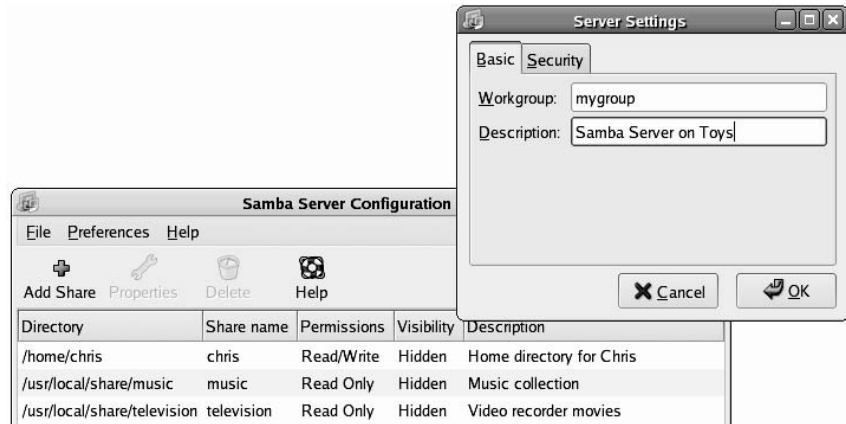 Server Settings
Basic Security
Workgroup: mygroup
Description: Samba Server on Toys
Cancel OK
Samba Server Configuration
File Preferences Help
Add Share Properties Delete Help
Directory Share name Permissions Visibility Description
/home/chris chris Read/Write Hidden Home directory for Chris
/usr/local/share/music music Read Only Hidden Music collection
/usr/local/share/television television Read Only Hidden Video recorder movies